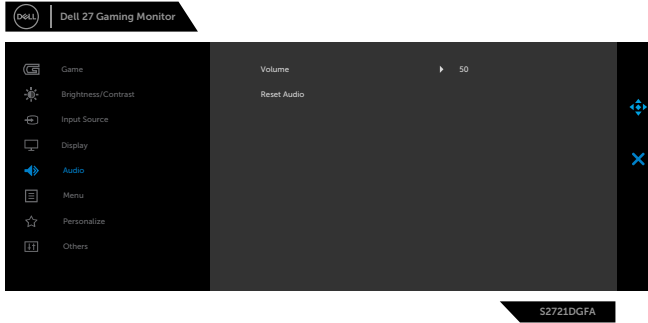 DELL Dell 27 Gaming Monitor
Game
Volume 50
Brightness/Contrast
Reset Audio
Input Source
Display
Audio
Menu
Personalize
Others
S2721DGFA